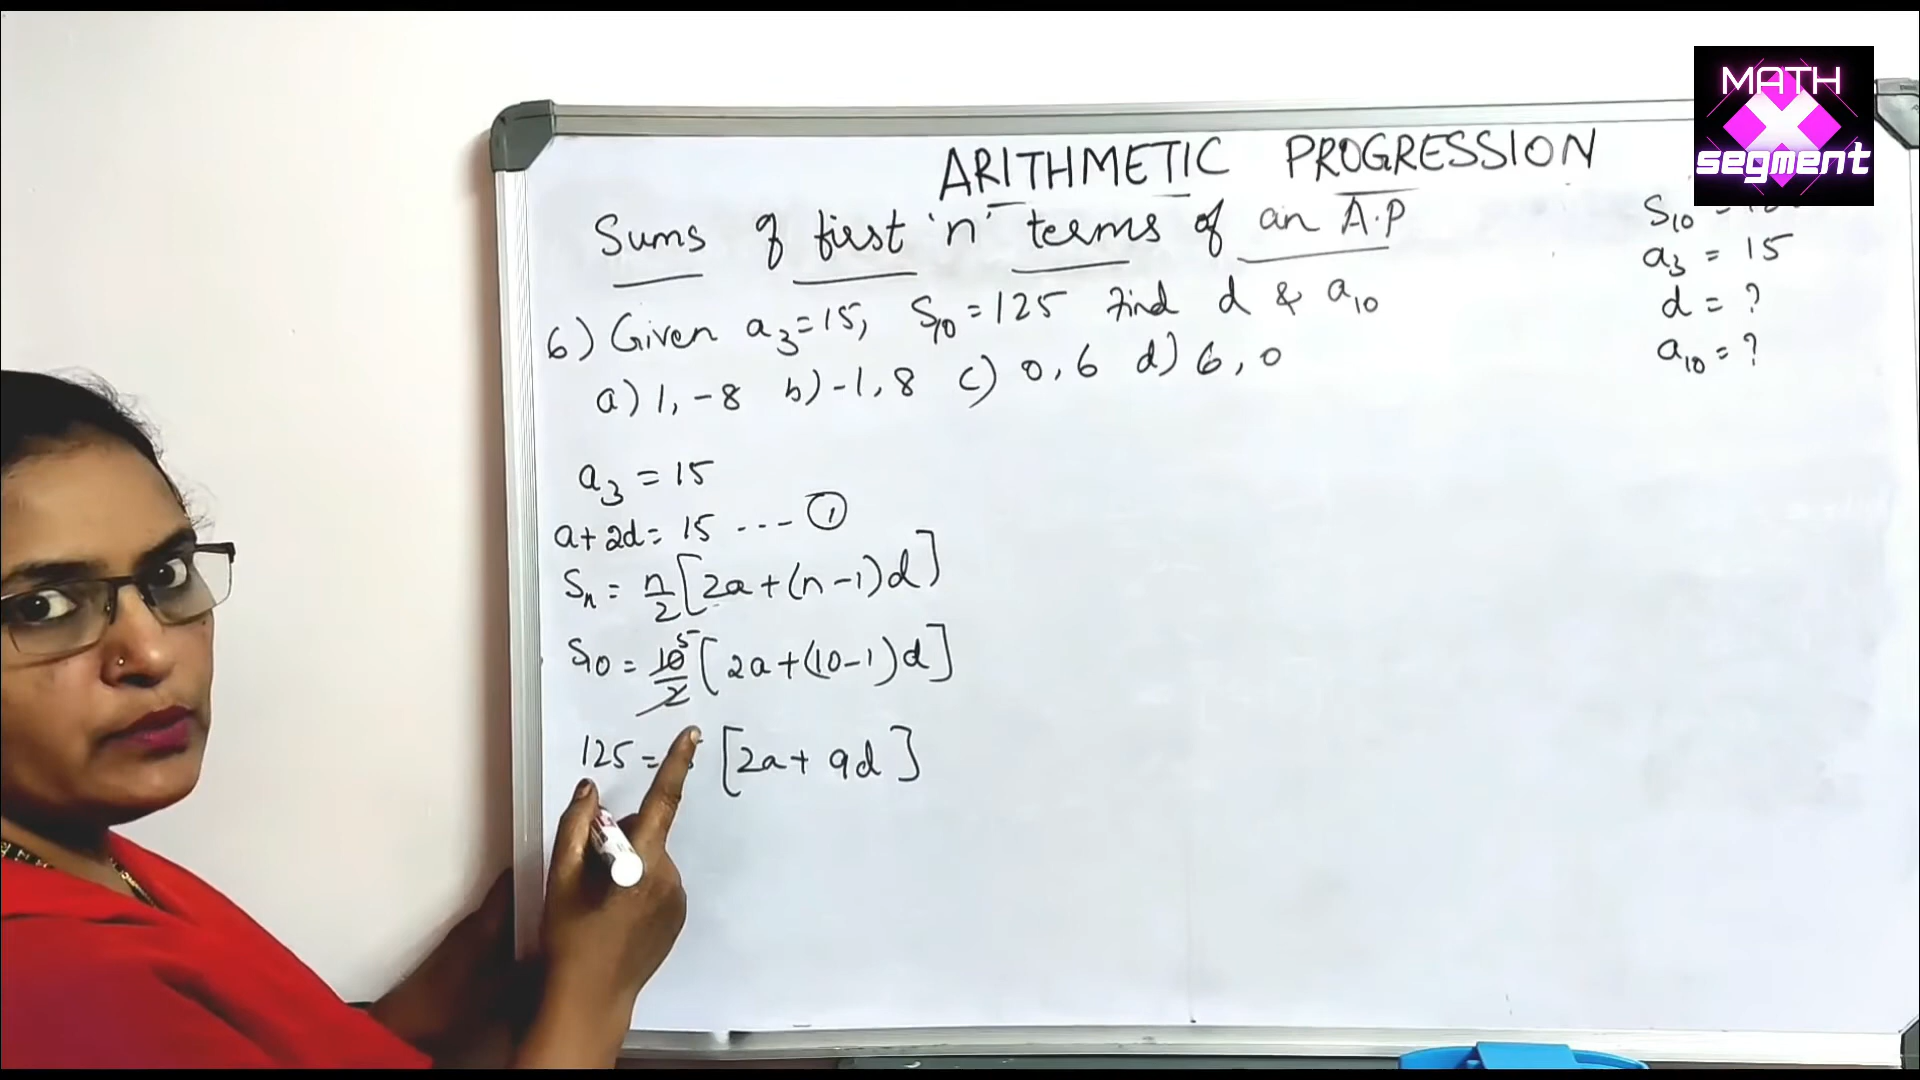 MATH
segment
ARITHMETIC PROGRESSION
Sums of first 'n' terms of an A.P
6) Given a₃=15, S₁₀=125 find d & a₁₀
a) 1, -8 b) -1, 8 c) 0, 6 d) 6, 0
S₁₀ =
a₃ = 15
d = ?
a₁₀ = ?
a₃ = 15
a+2d= 15 --- ①
Sₙ = n/2 [2a+(n-1)d]
S₁₀ = 10/2 5 [2a+(10-1)d]
125 = [2a+ 9d]